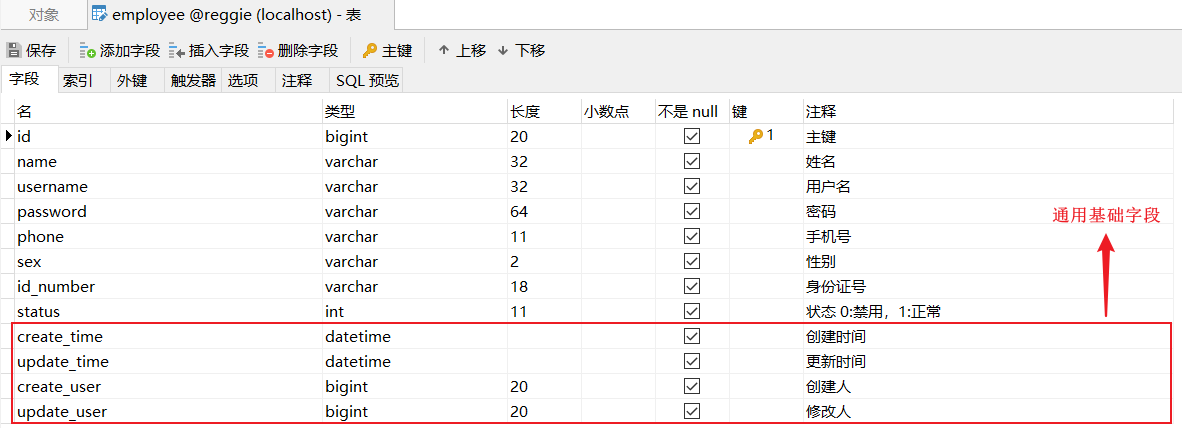 对象 employee @reggie (localhost) - 表
保存 添加字段 插入字段 删除字段 主键 上移 下移
字段 索引 外键 触发器 选项 注释 SQL 预览
名 类型 长度 小数点 不是 null 键 注释
id bigint 20 1 主键
name varchar 32 姓名
username varchar 32 用户名
password varchar 64 密码
通用基础字段
phone varchar 11 手机号
sex varchar 2 性别
id_number varchar 18 身份证号
status int 11 状态 0:禁用，1:正常
create_time datetime 创建时间
update_time datetime 更新时间
create_user bigint 20 创建人
update_user bigint 20 修改人